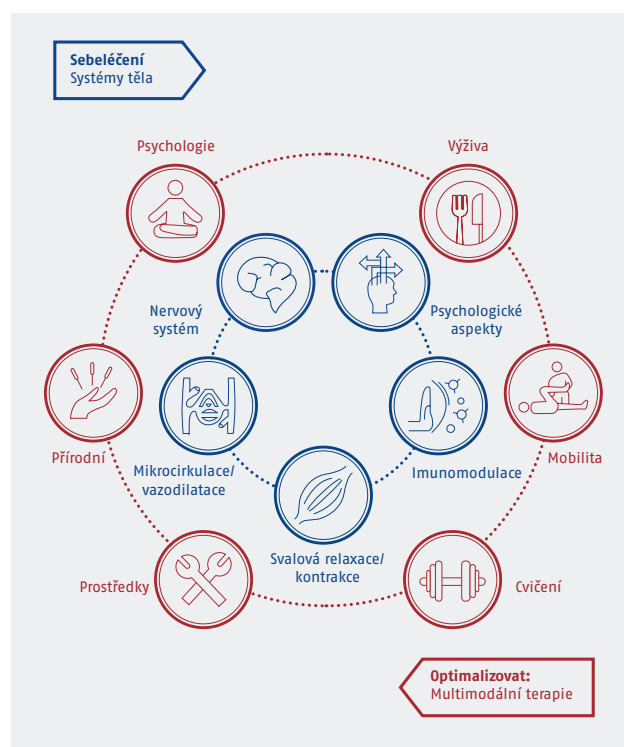 Sebeléčení
Systémy těla
Psychologie
Výživa
Nervový
systém
Psychologické
aspekty
Přírodní
Mikrocirkulace/
vazodilatace
Imunomodulace
Mobilita
Svalová relaxace/
kontrakce
Prostředky
Cvičení
Optimalizovat:
Multimodální terapie